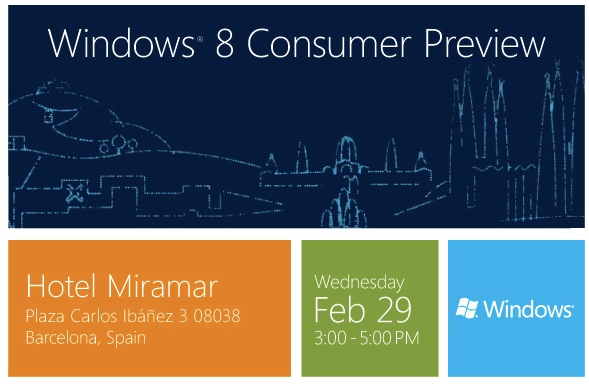 Windows® 8 Consumer Preview
Hotel Miramar
Plaza Carlos Ibáñez 3 08038
Barcelona, Spain
Wednesday
Feb 29
3:00 - 5:00 PM
Windows®